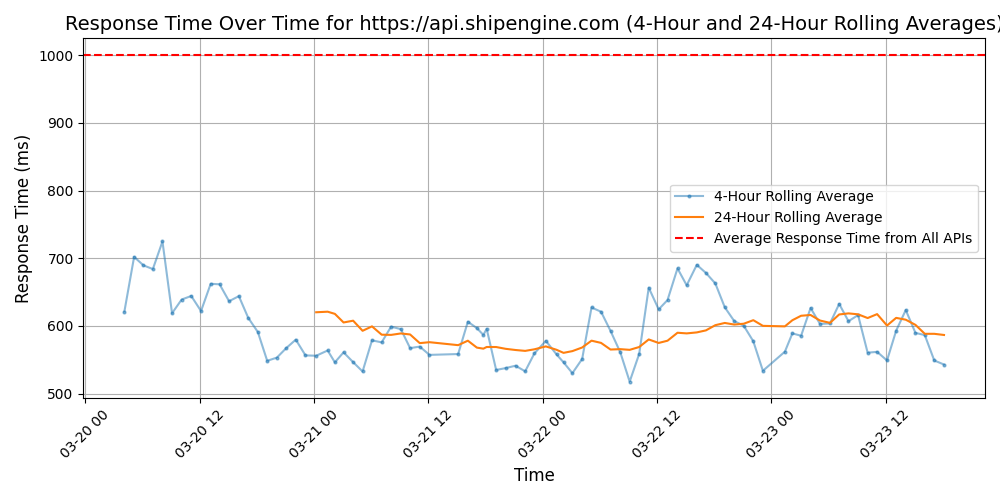 Response Time Over Time for https://api.shipengine.com (4-Hour and 24-Hour Rolling Averages)
Response Time (ms)
1000
900
800
700
600
500
4-Hour Rolling Average
24-Hour Rolling Average
Average Response Time from All APIs
03-20 00
03-20 12
03-21 00
03-21 12
03-22 00
03-22 12
03-23 00
03-23 12
Time